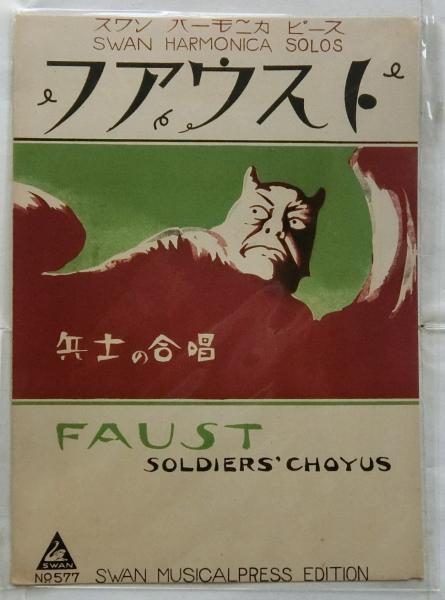 スワン ハーモニカ ピース
SWAN HARMONICA SOLOS
フアウスト
兵士の合唱
FAUST
SOLDIERS' CHOYUS
SWAN
No577 SWAN MUSICALPRESS EDITION